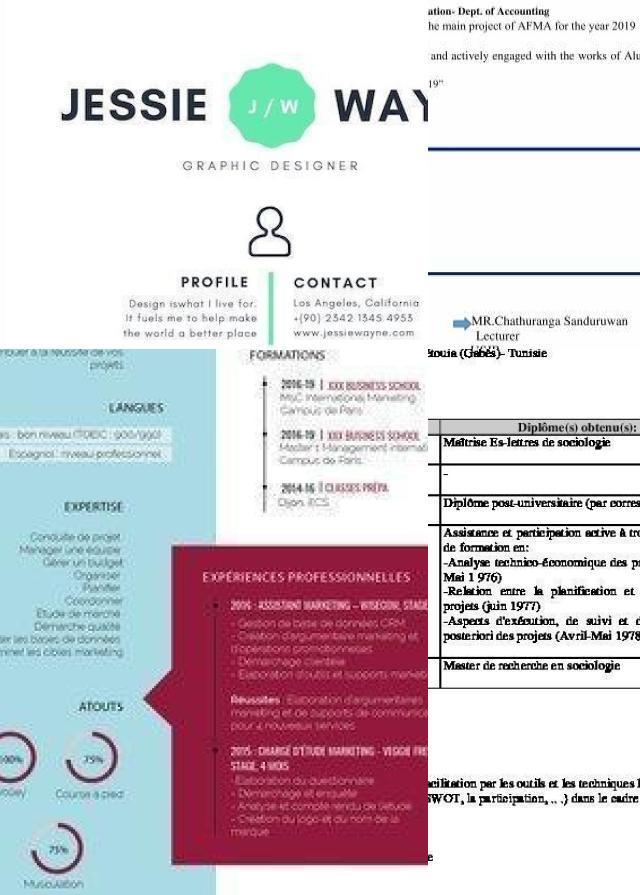 JESSIE
J / W
WAY
GRAPHIC DESIGNER
PROFILE
Design iswhat I live for.
It fuels me to help make
the world a better place
CONTACT
Los Angeles, California
+(90) 2342 1345 4953
www.jessiewayne.com
ation- Dept. of Accounting
he main project of AFMA for the year 2019
and actively engaged with the works of Alu
19”
MR.Chathuranga Sanduruwan
Lecturer
projets
LANGUES
: bon niveau (TOEIC : 900/990)
Espagnol : niveau professionnel
EXPERTISE
Conduite de projet
Manager une équipe
Gérer un budget
Organiser
Planifier
Coordonner
Etude de marché
Démarche qualité
les bases de données
les cibles marketing
ATOUTS
100%
75%
Course à pied
75%
Musculation
FORMATIONS
2016-19 | XXX BUSINESS SCHOOL
MsC International Marketing
Campus de Paris
2016-19 | XXX BUSINESS SCHOOL
Master 1 Management internat
Campus de Paris
2014-16 | CLASSES PRÉPA
Dijon, ECS
EXPÉRIENCES PROFESSIONNELLES
2016 : ASSISTANT MARKETING – WISEGOM, STAGE
- Gestion de base de données CRM
- Création d'argumentaire marketing et
d'opérations promotionnelles
- Démarchage clientèle
- Elaboration d'outils et supports market
Réussites : Elaboration d'argumentaires
marketing et de supports de communica
pour 4 nouveaux services
2015 : CHARGÉ D'ÉTUDE MARKETING - VEGGIE FRE
STAGE, 4 MOIS
- Elaboration du questionnaire
- Démarchage et enquête
- Analyse et compte rendu de l'étude
- Création du logo et du nom de la
marque
(Gabès)- Tunisie
Diplôme(s) obtenu(s):
Maîtrise Es-lettres de sociologie
-
Diplôme post-universitaire (par corres
Assistance et participation active à tro
de formation en:
-Analyse technico-économique des p
Mai 1 976)
-Relation entre la planification et
projets (juin 1977)
-Aspects d'exécution, de suivi et d
posteriori des projets (Avril-Mai 1978
Master de recherche en sociologie
acilitation par les outils et les techniques
SWOT, la participation, .. .) dans le cadre
e